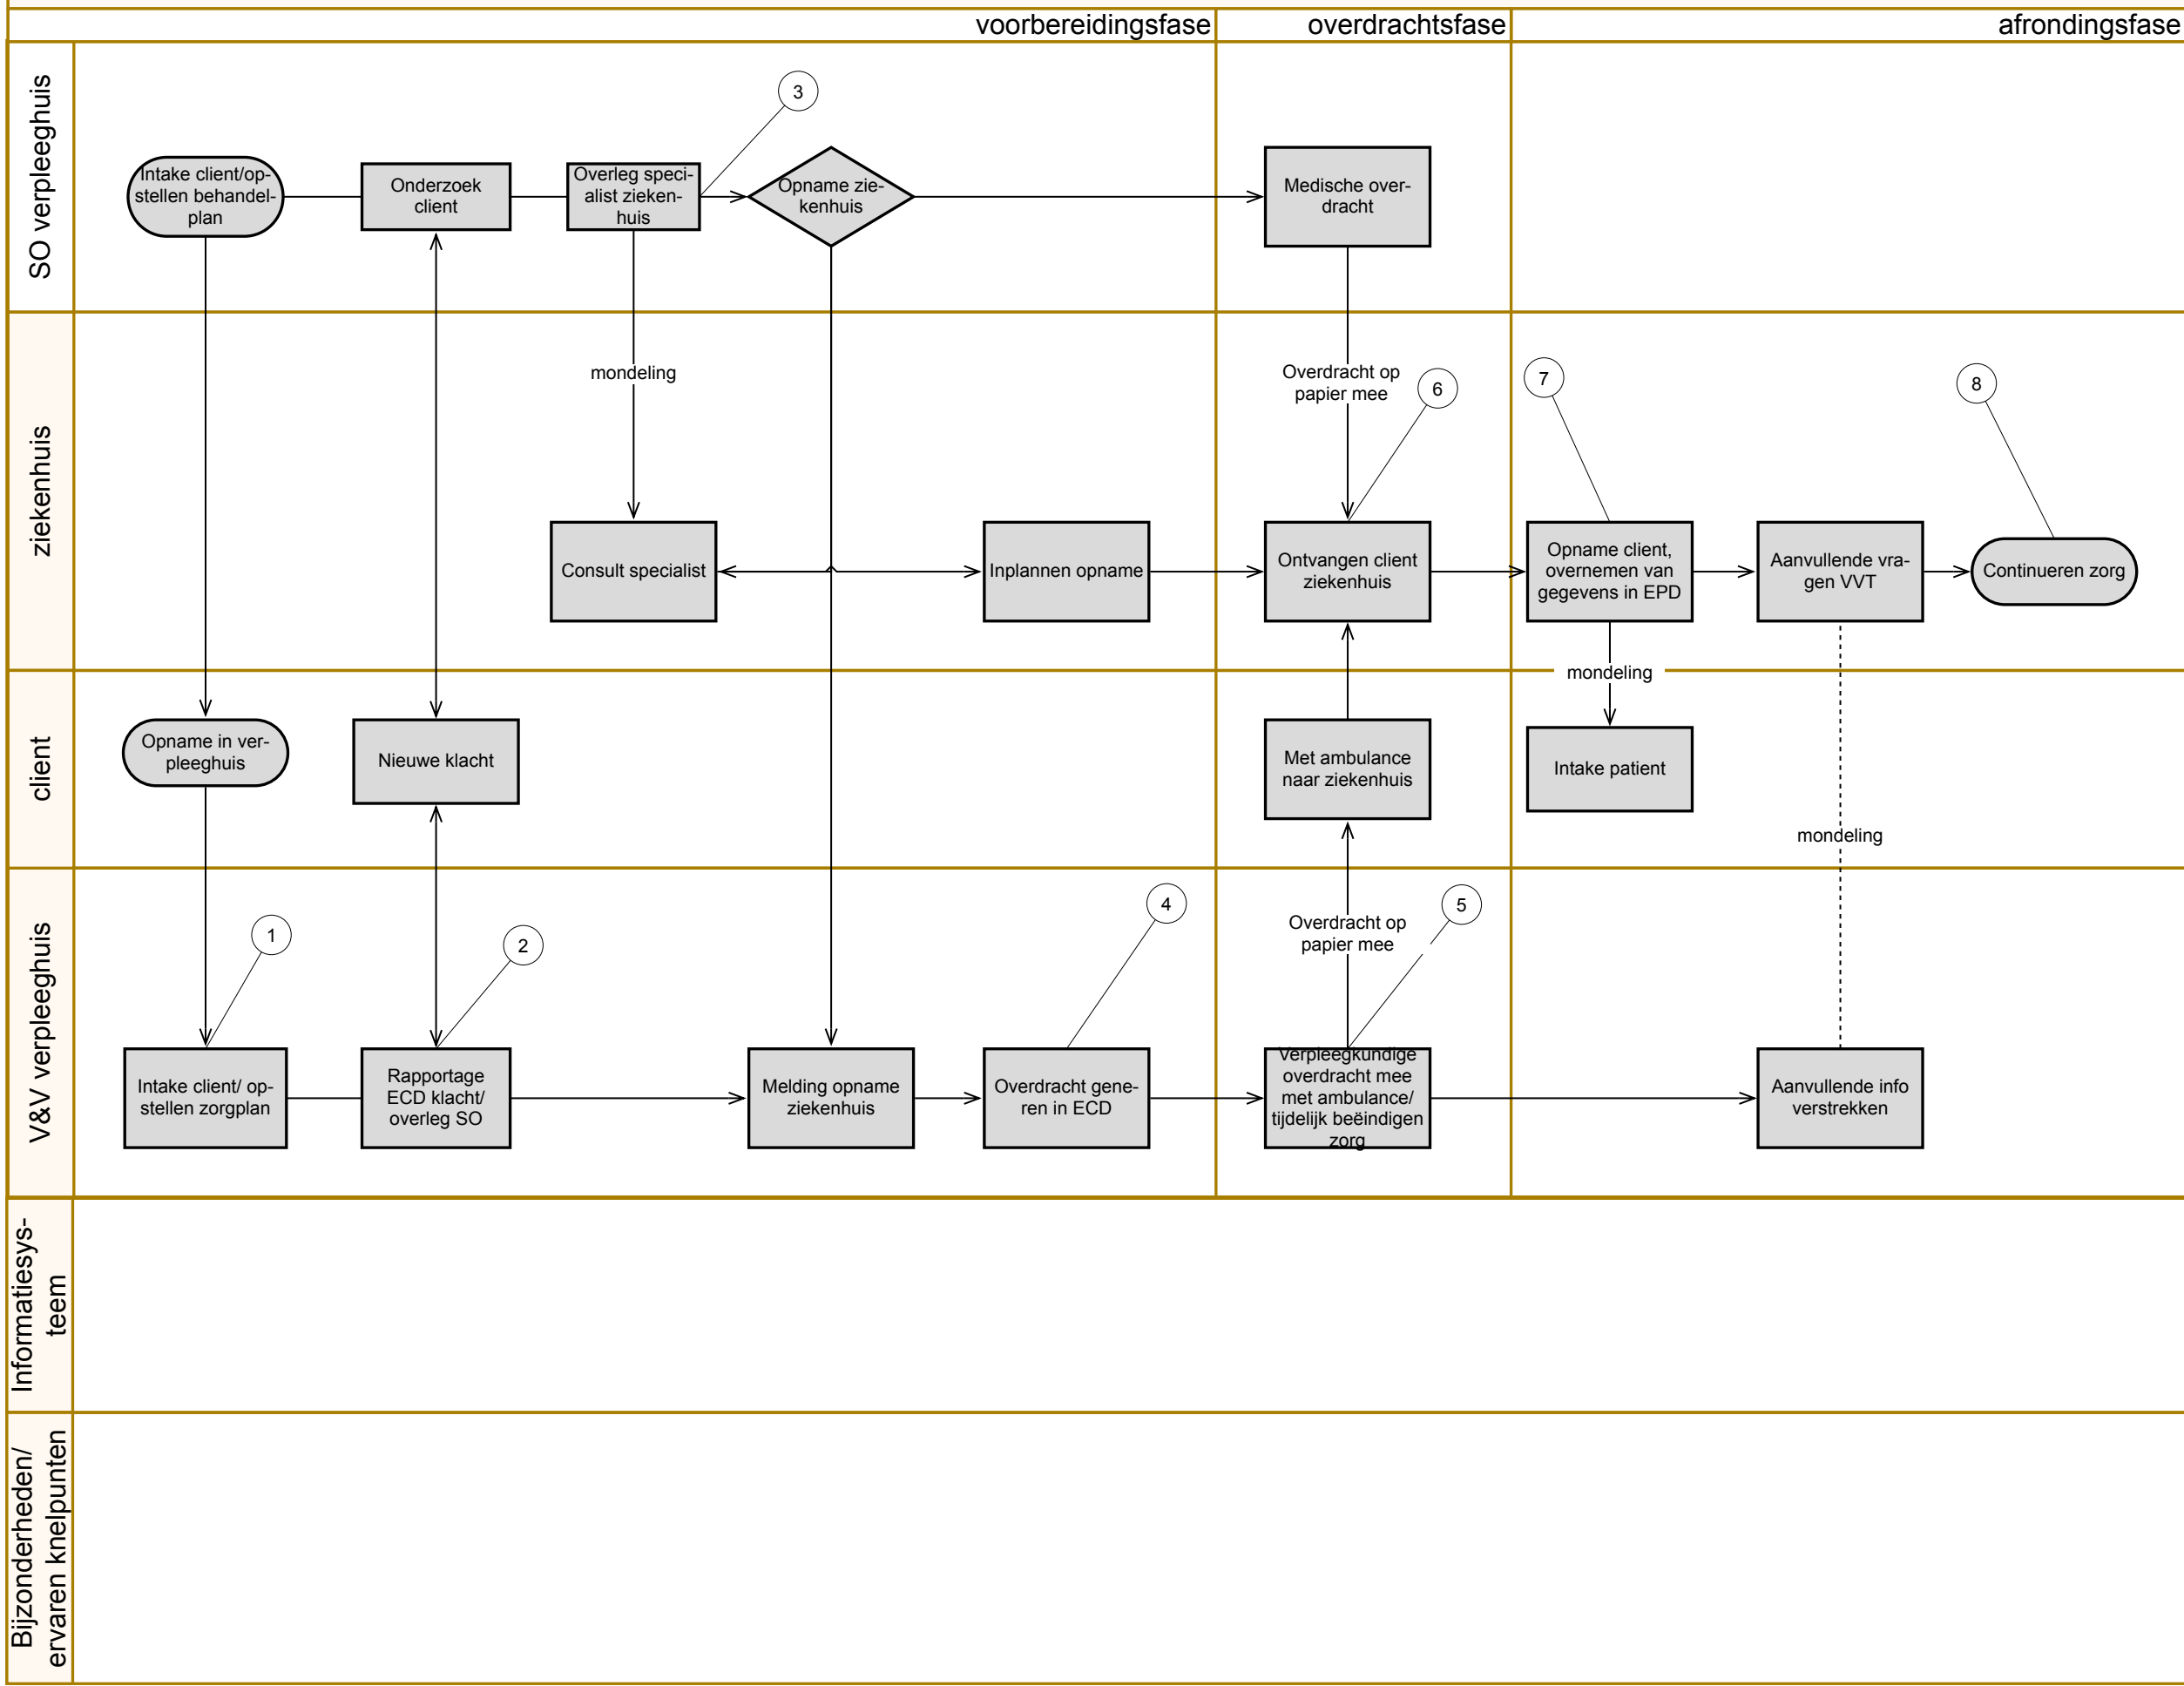 voorbereidingsfase
overdrachtsfase
afrondingsfase
SO verpleeghuis
3
Intake client/op-
stellen behandel-
plan
Onderzoek
client
Overleg speci-
alist zieken-
huis
Opname zie-
kenhuis
Medische over-
dracht
ziekenhuis
mondeling
Overdracht op
papier mee
6
7
8
Consult specialist
Inplannen opname
Ontvangen client
ziekenhuis
Opname client,
overnemen van
gegevens in EPD
Aanvullende vra-
gen VVT
Continueren zorg
mondeling
client
Opname in ver-
pleeghuis
Nieuwe klacht
Met ambulance
naar ziekenhuis
Intake patient
mondeling
V&V verpleeghuis
1
2
4
Overdracht op
papier mee
5
Intake client/ op-
stellen zorgplan
Rapportage
ECD klacht/
overleg SO
Melding opname
ziekenhuis
Overdracht gene-
ren in ECD
Verpleegkundige
overdracht mee
met ambulance/
tijdelijk beëindigen
zorg
Aanvullende info
verstrekken
Informatiesys-
teem
Bijzonderheden/
ervaren knelpunten